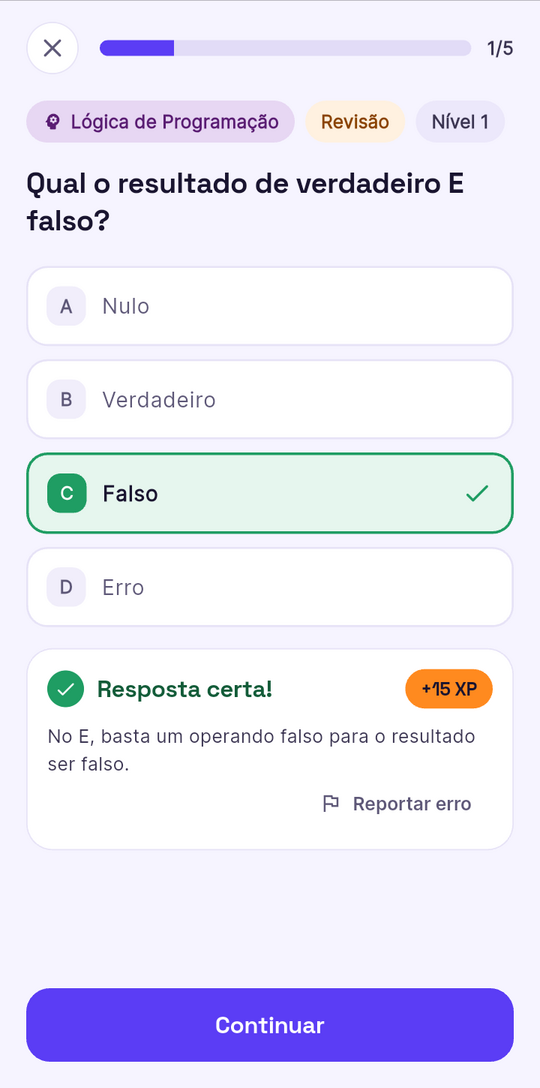 1/5
Lógica de Programação
Revisão
Nível 1
Qual o resultado de verdadeiro E
falso?
A Nulo
B Verdadeiro
C Falso
D Erro
Resposta certa!
+15 XP
No E, basta um operando falso para o resultado
ser falso.
Reportar erro
Continuar